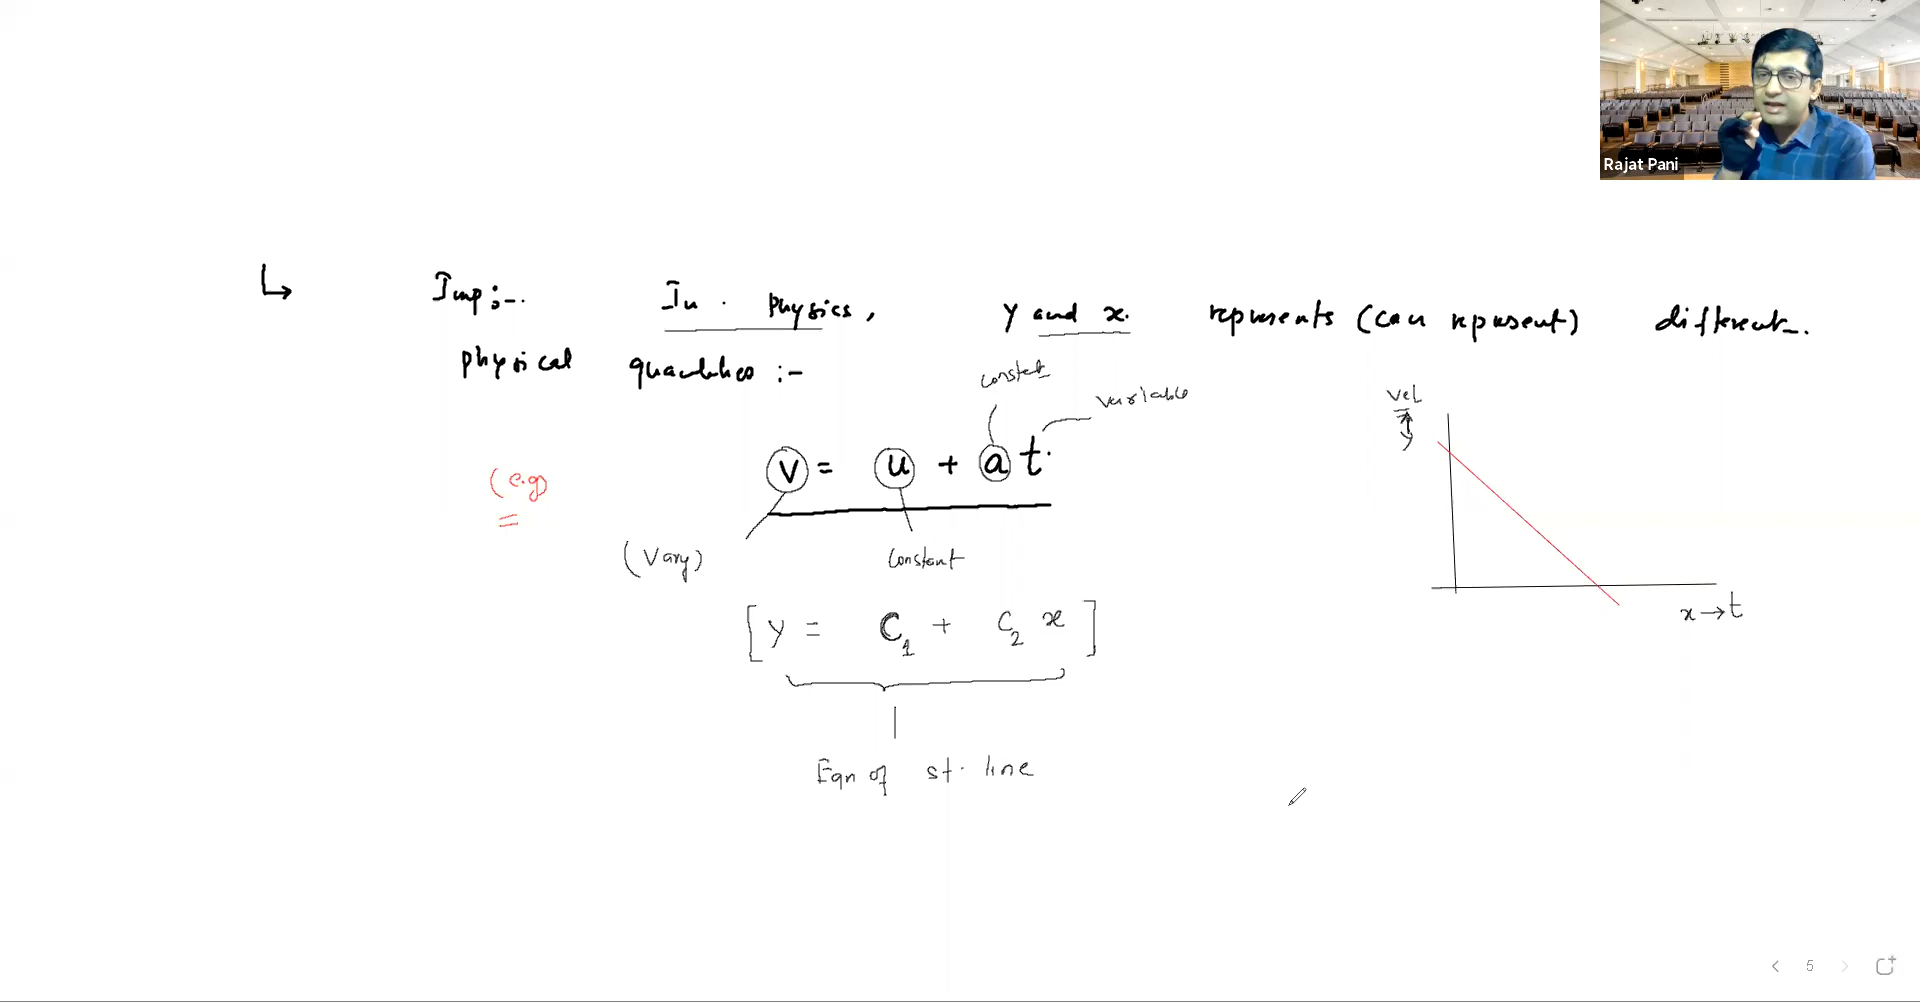 Rajat Pani
↳ Imp:-. In. physics, y and x. represents (can represent) different.
physical quantities :-
constant
variable
vel
y
(e.g)
=
v = u + a t.
(Vary)
constant
x → t
[ y = C₁ + C₂ x ]
Eqn of st. line
5